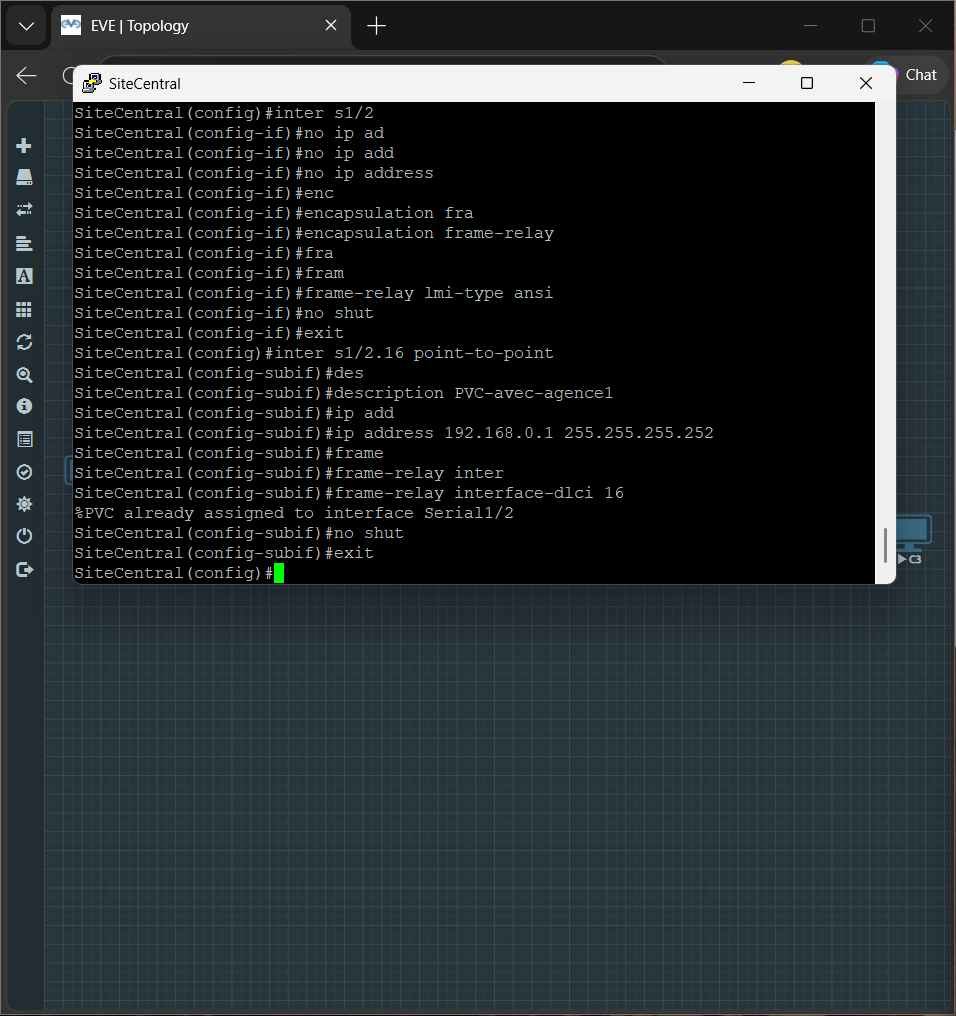 EVE | Topology
Chat
SiteCentral
SiteCentral(config)#inter s1/2
SiteCentral(config-if)#no ip ad
SiteCentral(config-if)#no ip add
SiteCentral(config-if)#no ip address
SiteCentral(config-if)#enc
SiteCentral(config-if)#encapsulation fra
SiteCentral(config-if)#encapsulation frame-relay
SiteCentral(config-if)#fra
SiteCentral(config-if)#fram
SiteCentral(config-if)#frame-relay lmi-type ansi
SiteCentral(config-if)#no shut
SiteCentral(config-if)#exit
SiteCentral(config)#inter s1/2.16 point-to-point
SiteCentral(config-subif)#des
SiteCentral(config-subif)#description PVC-avec-agence1
SiteCentral(config-subif)#ip add
SiteCentral(config-subif)#ip address 192.168.0.1 255.255.255.252
SiteCentral(config-subif)#frame
SiteCentral(config-subif)#frame-relay inter
SiteCentral(config-subif)#frame-relay interface-dlci 16
%PVC already assigned to interface Serial1/2
SiteCentral(config-subif)#no shut
SiteCentral(config-subif)#exit
SiteCentral(config)#
C3